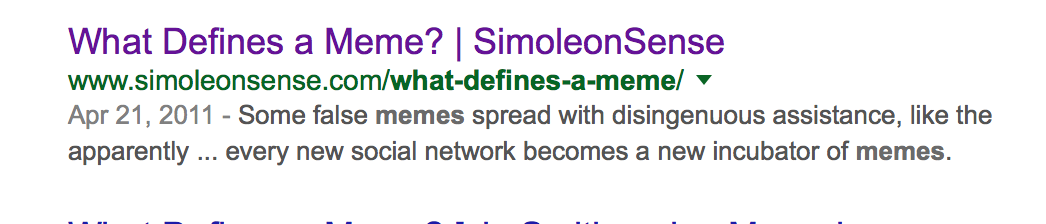 What Defines a Meme? | SimoleonSense
www.simoleonsense.com/what-defines-a-meme/
Apr 21, 2011 - Some false memes spread with disingenuous assistance, like the
apparently ... every new social network becomes a new incubator of memes.